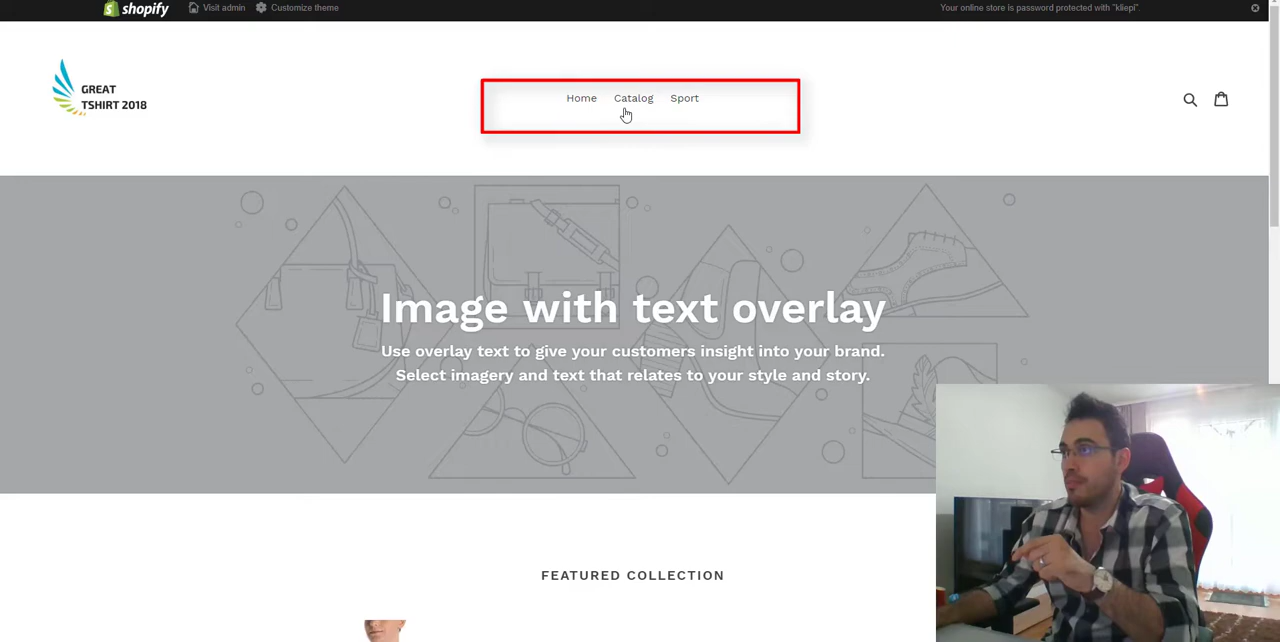 shopify Visit admin Customize theme Your online store is password protected with "kliepi".
GREAT
TSHIRT 2018
Home Catalog Sport
Image with text overlay
Use overlay text to give your customers insight into your brand.
Select imagery and text that relates to your style and story.
FEATURED COLLECTION